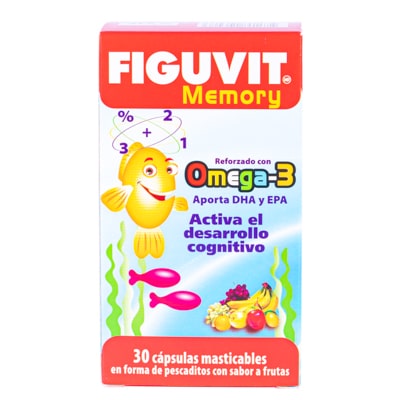 FIGUVIT
Memory
% 2
+
3 1
Reforzado con
Omega-3
Aporta DHA y EPA
Activa el
desarrollo
cognitivo
30 cápsulas masticables
en forma de pescaditos con sabor a frutas